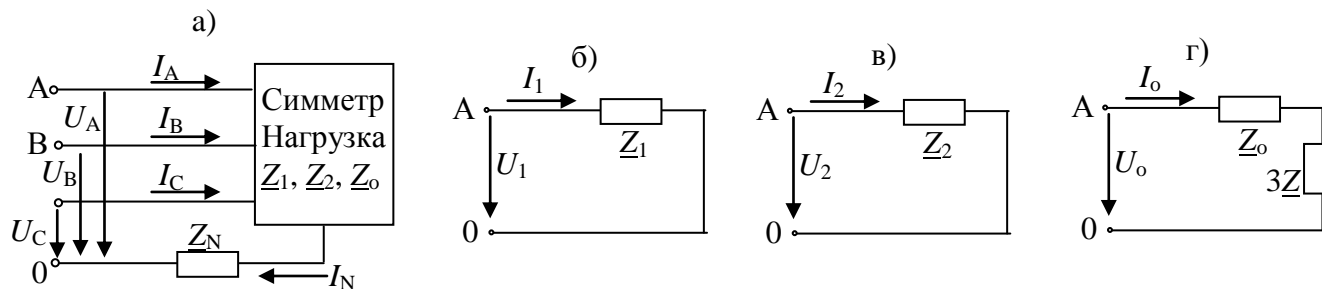 а)
A
I_A
U_A
B
I_B
U_B
I_C
U_C
0
Z_N
I_N
Симметр
Нагрузка
Z_1, Z_2, Z_o
б)
A
I_1
Z_1
U_1
0
в)
A
I_2
Z_2
U_2
0
г)
A
I_o
Z_o
U_o
3Z
0